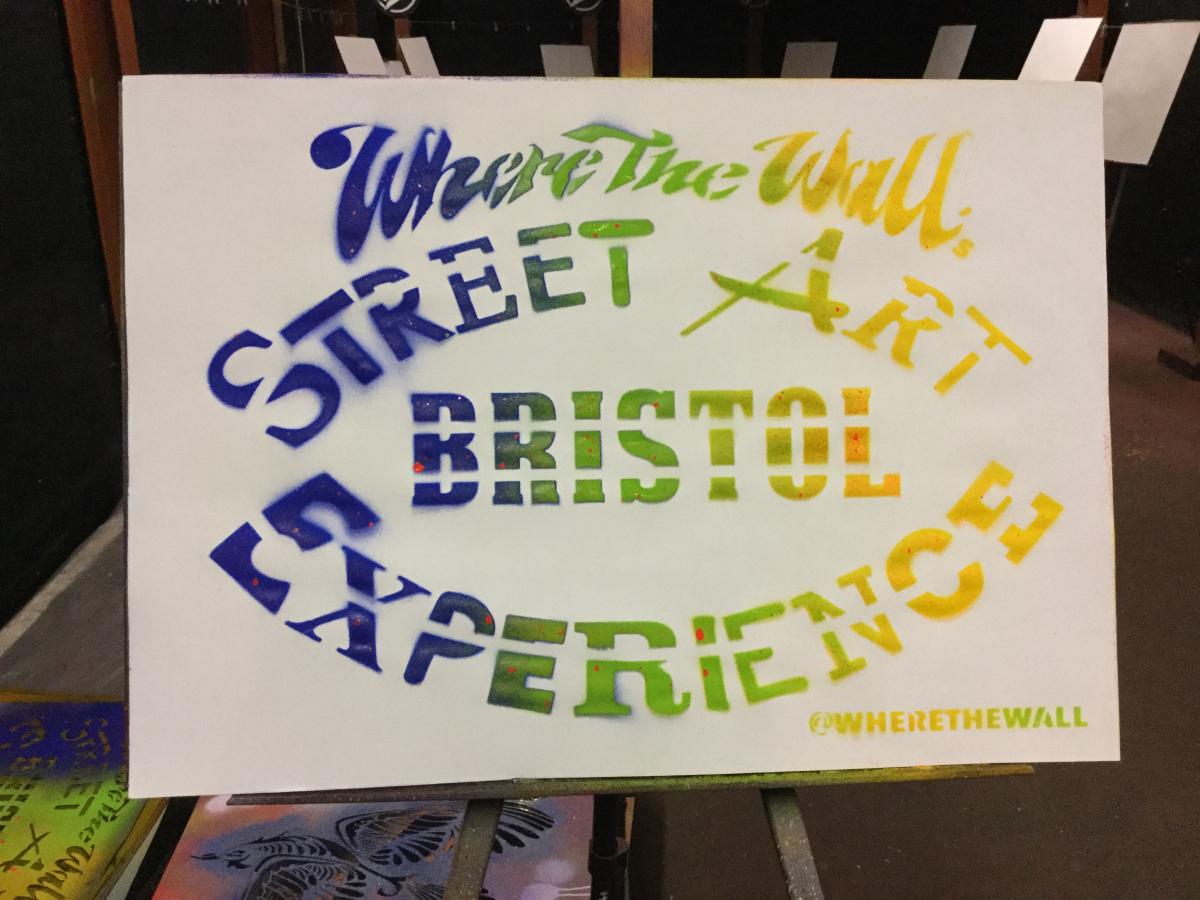 Where The Wall's
STREET ART
BRISTOL
EXPERIENCE
@WHERETHEWALL